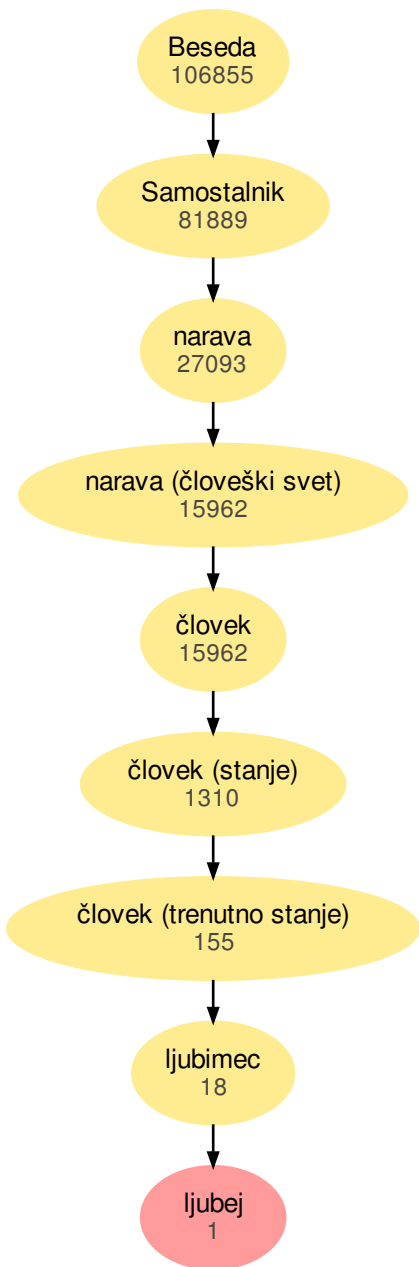 Beseda
106855
Samostalnik
81889
narava
27093
narava (človeški svet)
15962
človek
15962
človek (stanje)
1310
človek (trenutno stanje)
155
ljubimec
18
ljubej
1